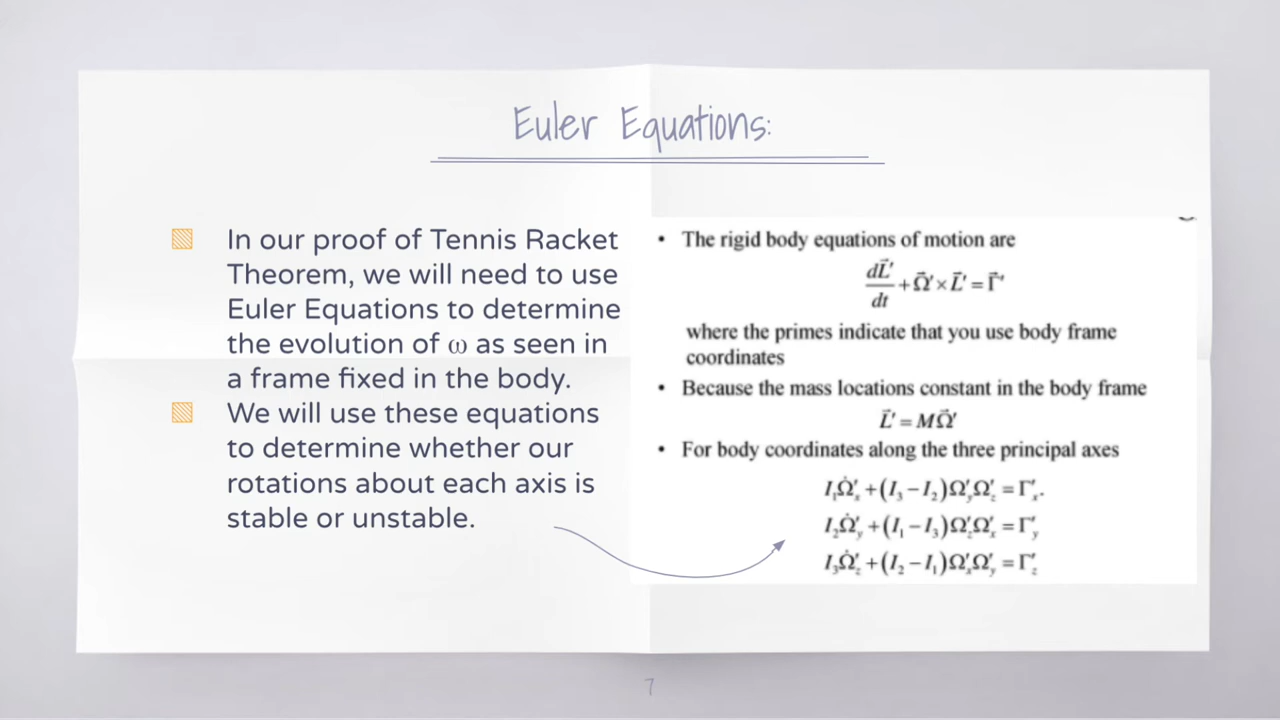 Euler Equations:
In our proof of Tennis Racket
Theorem, we will need to use
Euler Equations to determine
the evolution of ω as seen in
a frame fixed in the body.
We will use these equations
to determine whether our
rotations about each axis is
stable or unstable.
• The rigid body equations of motion are
dL⃗′/dt + Ω⃗′ × L⃗′ = Γ⃗′
where the primes indicate that you use body frame
coordinates
• Because the mass locations constant in the body frame
L⃗′ = MΩ⃗′
• For body coordinates along the three principal axes
I₁Ω̇′ₓ + (I₃ − I₂)Ω′_yΩ′_z = Γ′ₓ.
I₂Ω̇′_y + (I₁ − I₃)Ω′_zΩ′ₓ = Γ′_y
I₃Ω̇′_z + (I₂ − I₁)Ω′ₓΩ′_y = Γ′_z
7